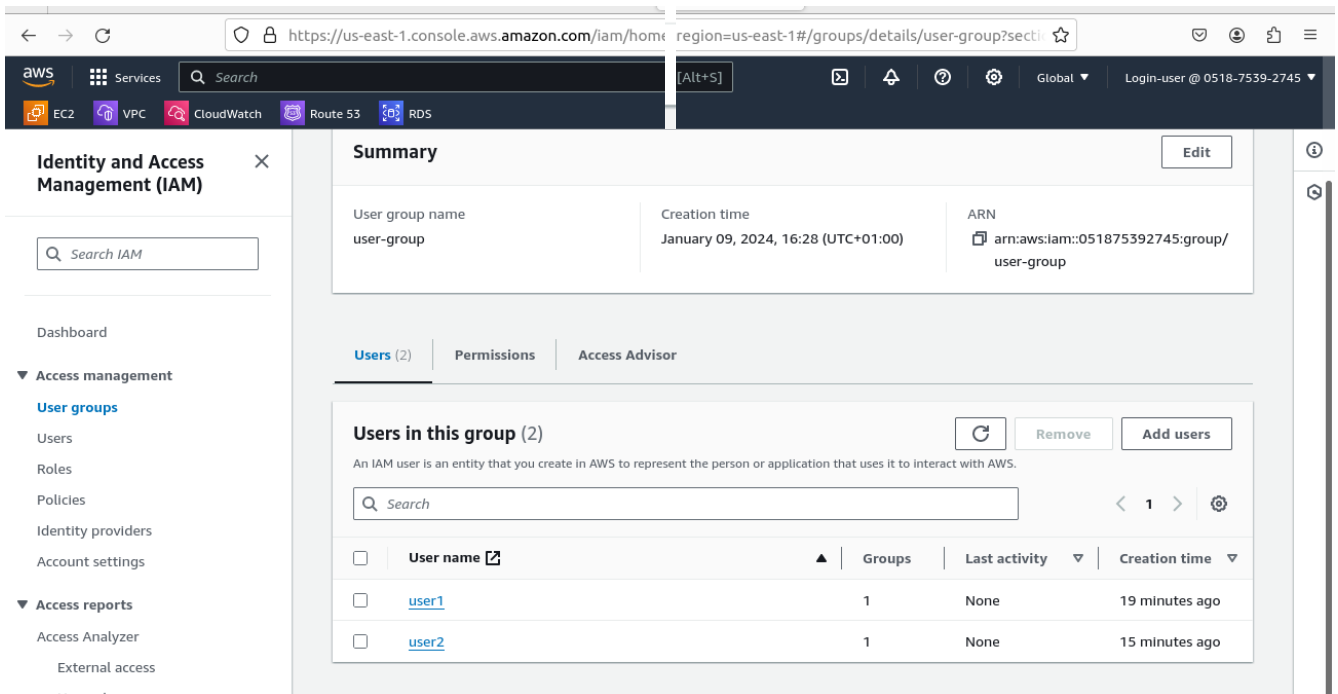 https://us-east-1.console.aws.amazon.com/iam/home region=us-east-1#/groups/details/user-group?secti
aws Services Search [Alt+S] Global Login-user @ 0518-7539-2745
EC2 VPC CloudWatch Route 53 RDS
Identity and Access
Management (IAM)
Search IAM
Dashboard
Access management
User groups
Users
Roles
Policies
Identity providers
Account settings
Access reports
Access Analyzer
External access
Summary
Edit
User group name
user-group
Creation time
January 09, 2024, 16:28 (UTC+01:00)
ARN
arn:aws:iam::051875392745:group/
user-group
Users (2) Permissions Access Advisor
Users in this group (2)
Remove Add users
An IAM user is an entity that you create in AWS to represent the person or application that uses it to interact with AWS.
Search
1
User name Groups Last activity Creation time
user1 1 None 19 minutes ago
user2 1 None 15 minutes ago